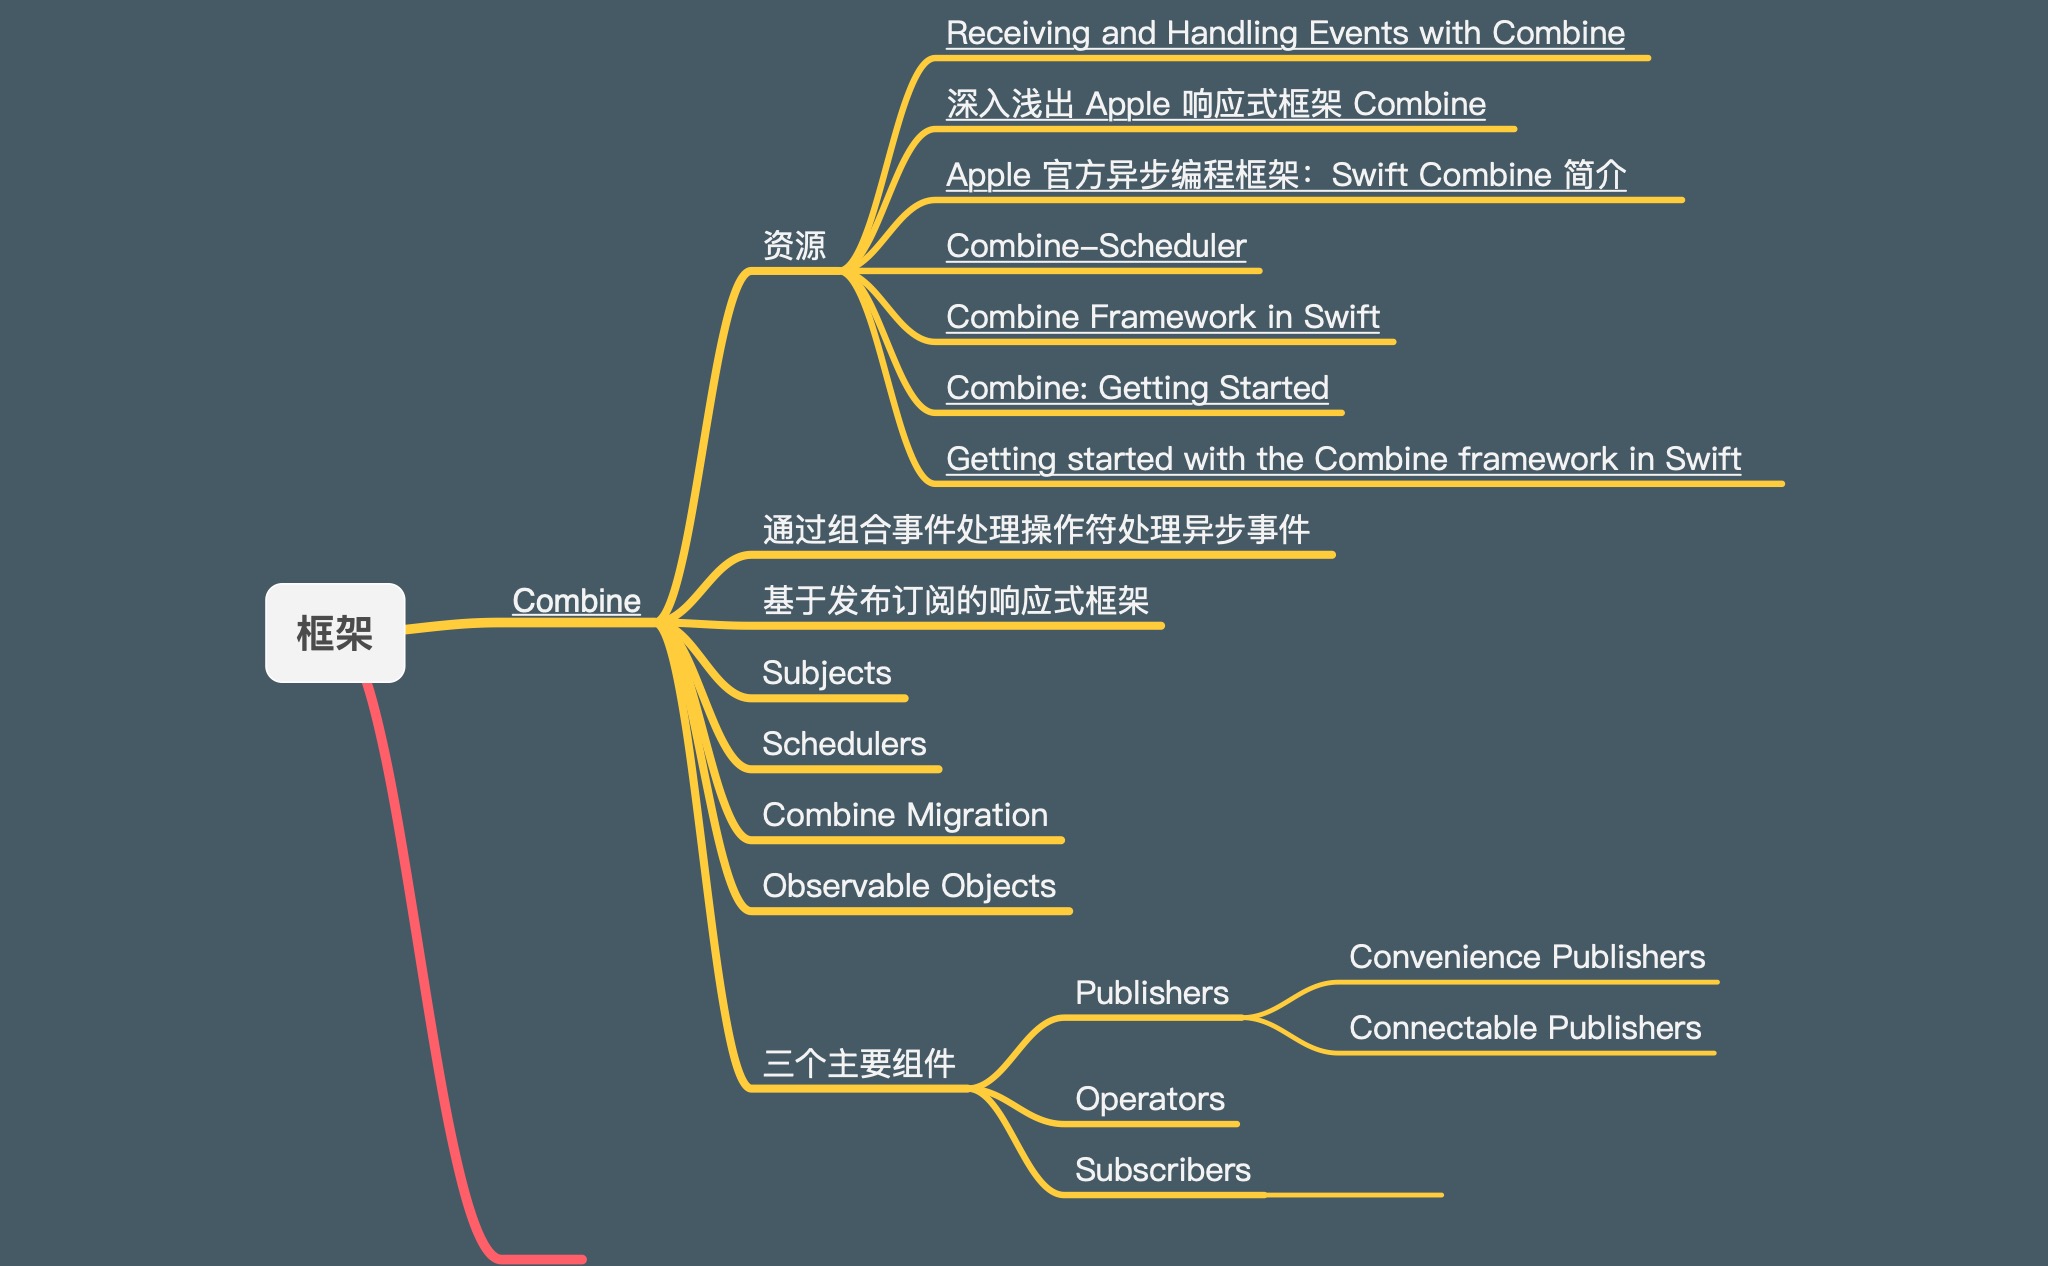 Receiving and Handling Events with Combine
深入浅出 Apple 响应式框架 Combine
Apple 官方异步编程框架：Swift Combine 简介
资源
Combine-Scheduler
Combine Framework in Swift
Combine: Getting Started
Getting started with the Combine framework in Swift
通过组合事件处理操作符处理异步事件
Combine
基于发布订阅的响应式框架
框架
Subjects
Schedulers
Combine Migration
Observable Objects
Convenience Publishers
Publishers
Connectable Publishers
三个主要组件
Operators
Subscribers